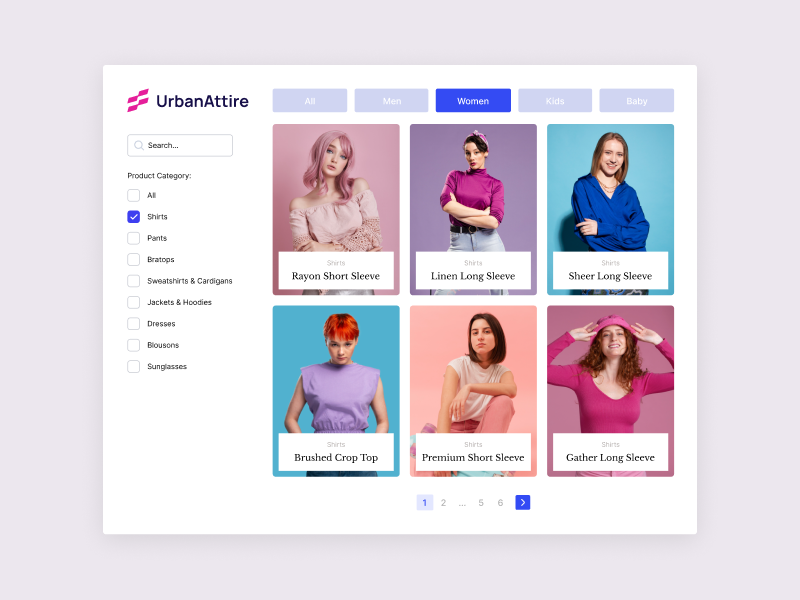 UrbanAttire
All
Men
Women
Kids
Baby
Search...
Product Category:
All
Shirts
Pants
Bratops
Sweatshirts & Cardigans
Jackets & Hoodies
Dresses
Blousons
Sunglasses
Shirts
Rayon Short Sleeve
Shirts
Linen Long Sleeve
Shirts
Sheer Long Sleeve
Shirts
Brushed Crop Top
Shirts
Premium Short Sleeve
Shirts
Gather Long Sleeve
1 2 ... 5 6